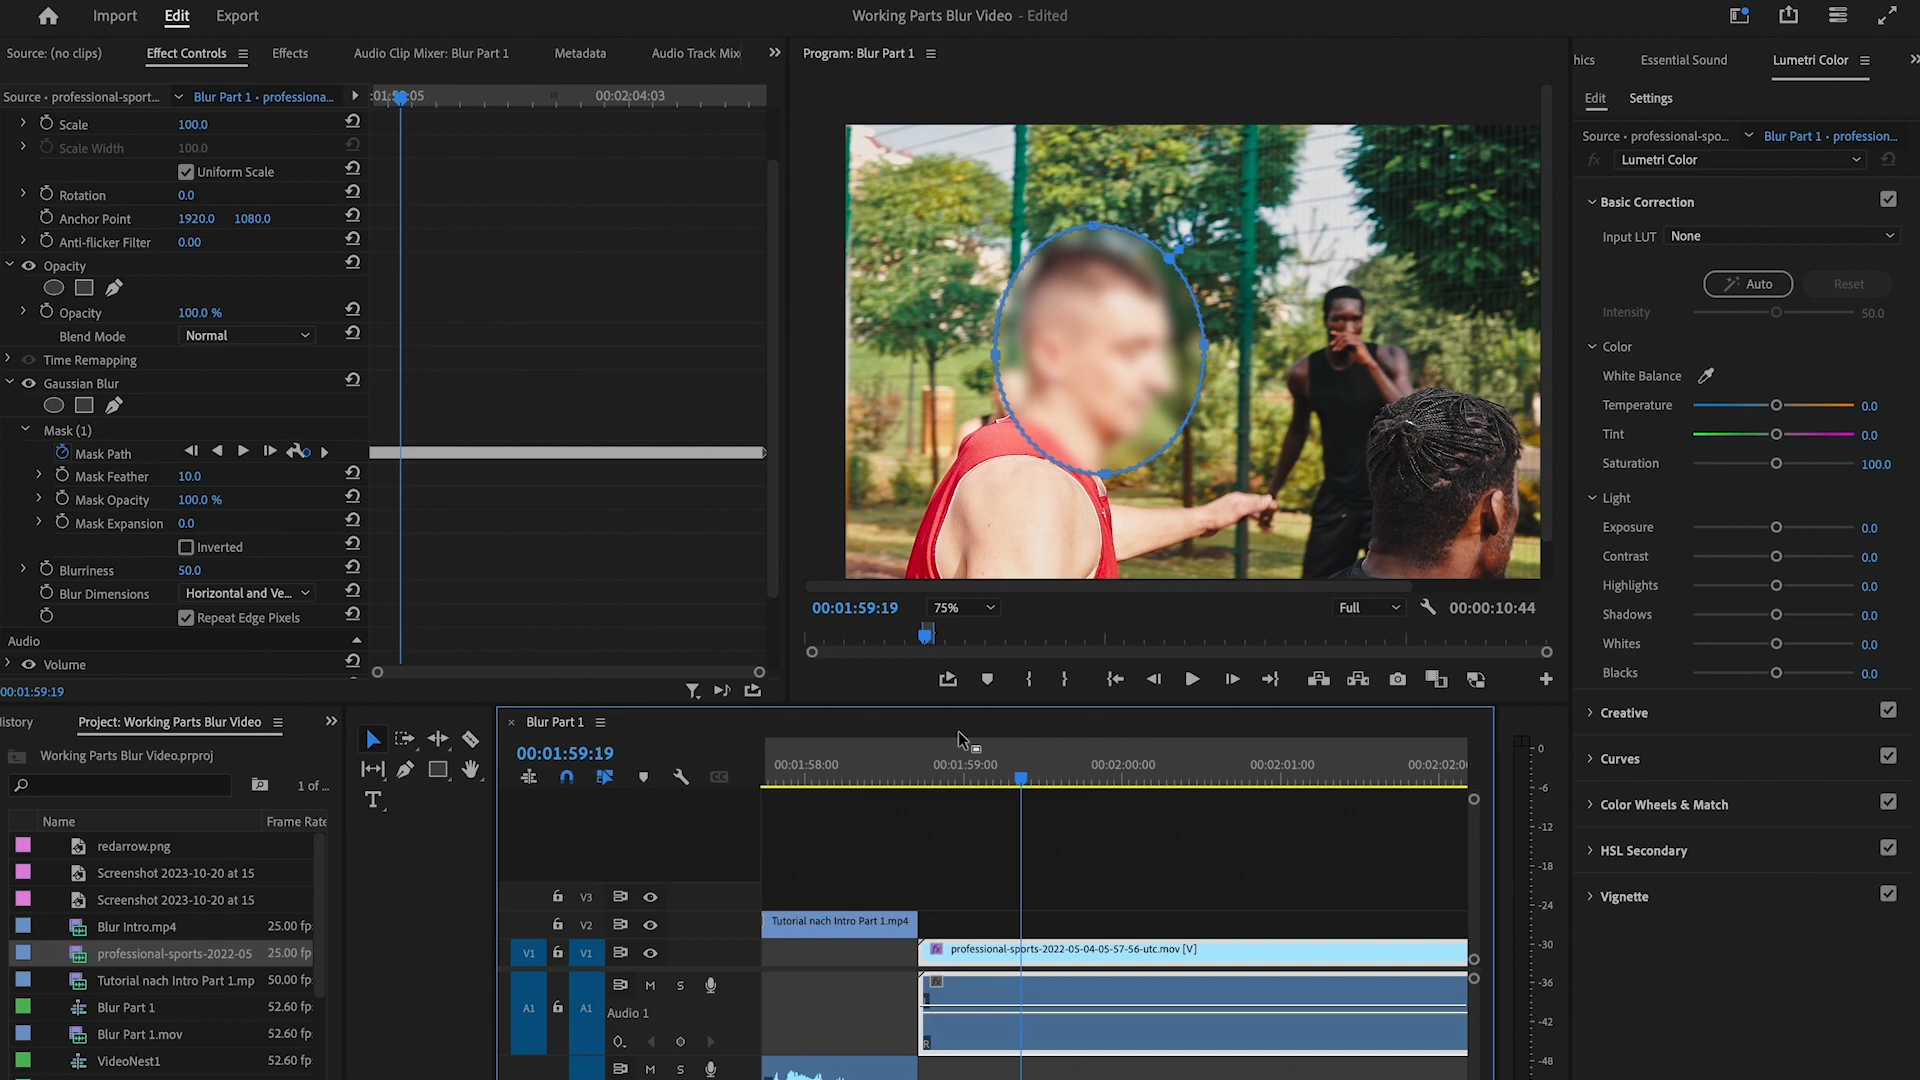 Import Edit Export
Working Parts Blur Video - Edited
Source: (no clips) Effect Controls Effects Audio Clip Mixer: Blur Part 1 Metadata Audio Track Mix
Program: Blur Part 1
hics Essential Sound Lumetri Color
Edit Settings
Source • professional-sport... Blur Part 1 • professiona...
:01:59:05 00:02:04:03
Scale 100.0
Scale Width 100.0
Uniform Scale
Rotation 0.0
Anchor Point 1920.0 1080.0
Anti-flicker Filter 0.00
Opacity
Opacity 100.0 %
Blend Mode Normal
Time Remapping
Gaussian Blur
Mask (1)
Mask Path
Mask Feather 10.0
Mask Opacity 100.0 %
Mask Expansion 0.0
Inverted
Blurriness 50.0
Blur Dimensions Horizontal and Ve...
Repeat Edge Pixels
Audio
Volume
00:01:59:19
00:01:59:19 75% Full 00:00:10:44
Source • professional-spo... Blur Part 1 • profession...
fx Lumetri Color
Basic Correction
Input LUT None
Auto Reset
Intensity 50.0
Color
White Balance
Temperature 0.0
Tint 0.0
Saturation 100.0
Light
Exposure 0.0
Contrast 0.0
Highlights 0.0
Shadows 0.0
Whites 0.0
Blacks 0.0
Creative
Curves
Color Wheels & Match
HSL Secondary
Vignette
listory Project: Working Parts Blur Video
Working Parts Blur Video.prproj
1 of ...
Name Frame Rate
redarrow.png
Screenshot 2023-10-20 at 15
Screenshot 2023-10-20 at 15
Blur Intro.mp4 25.00 fp:
professional-sports-2022-05 25.00 fp:
Tutorial nach Intro Part 1.mp 50.00 fp:
Blur Part 1 52.60 fp:
Blur Part 1.mov 52.60 fp:
VideoNest1 52.60 fp:
T
× Blur Part 1
00:01:59:19
CC
00:01:58:00 00:01:59:00 00:02:00:00 00:02:01:00 00:02:02:0
V3
V2
Tutorial nach Intro Part 1.mp4
V1 V1
fx professional-sports-2022-05-04-05-57-56-utc.mov [V]
A1 A1 M S
fx
Audio 1
R
M S
0
-6
-12
-18
-24
-30
-36
-42
-48